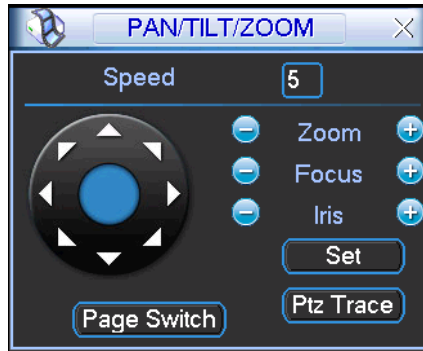 PAN/TILT/ZOOM
Speed 5
Zoom
Focus
Iris
Set
Ptz Trace
Page Switch